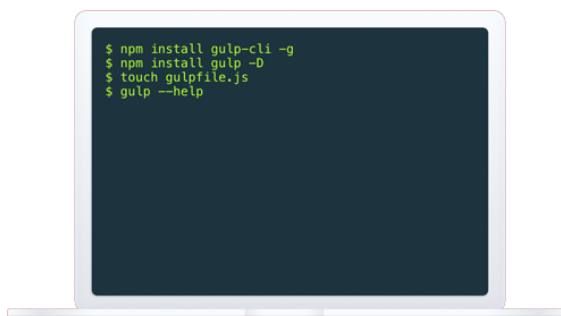 $ npm install gulp-cli -g
$ npm install gulp -D
$ touch gulpfile.js
$ gulp --help